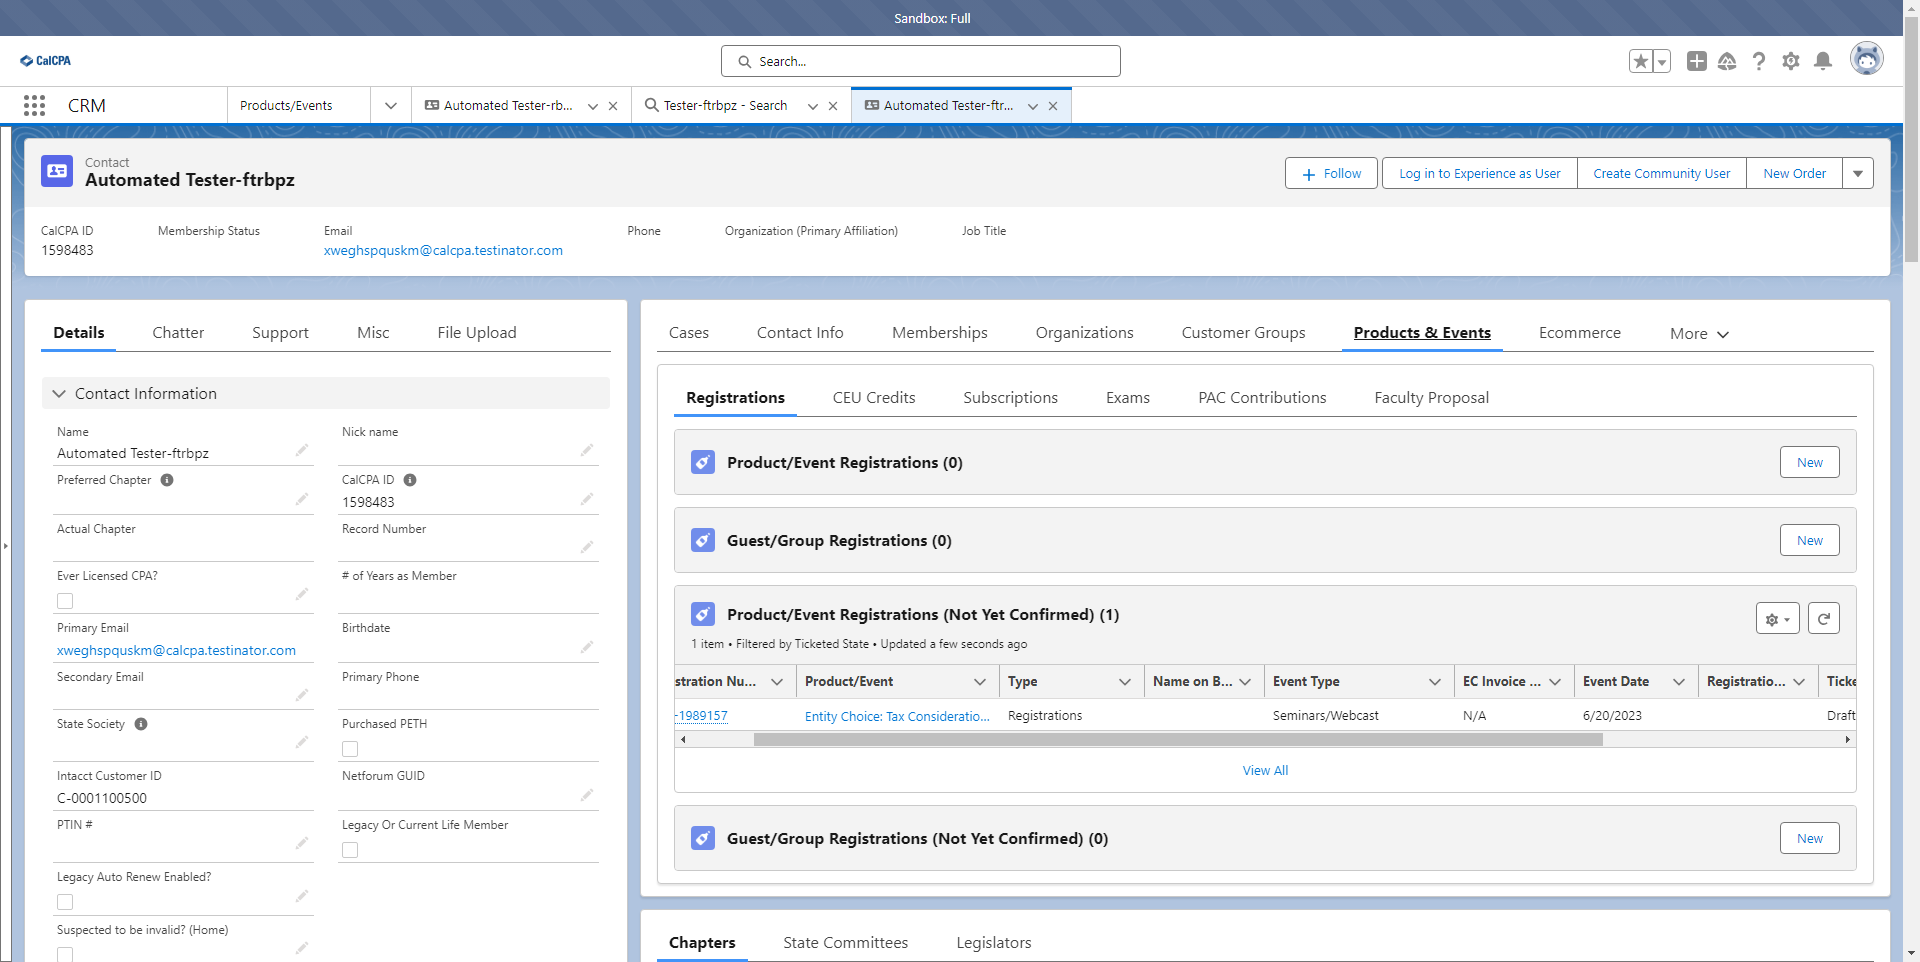 Sandbox: Full
CalCPA
Search...
CRM
Products/Events
Automated Tester-rb...
Tester-ftrbpz - Search
Automated Tester-ftr...
Contact
Automated Tester-ftrbpz
Follow
Log in to Experience as User
Create Community User
New Order
CalCPA ID
Membership Status
Email
Phone
Organization (Primary Affiliation)
Job Title
1598483
xweghspquskm@calcpa.testinator.com
Details
Chatter
Support
Misc
File Upload
Contact Information
Name
Automated Tester-ftrbpz
Nick name
Preferred Chapter
CalCPA ID
1598483
Actual Chapter
Record Number
Ever Licensed CPA?
# of Years as Member
Primary Email
xweghspquskm@calcpa.testinator.com
Birthdate
Secondary Email
Primary Phone
State Society
Purchased PETH
Intacct Customer ID
C-0001100500
Netforum GUID
PTIN #
Legacy Or Current Life Member
Legacy Auto Renew Enabled?
Suspected to be invalid? (Home)
Cases
Contact Info
Memberships
Organizations
Customer Groups
Products & Events
Ecommerce
More
Registrations
CEU Credits
Subscriptions
Exams
PAC Contributions
Faculty Proposal
Product/Event Registrations (0)
New
Guest/Group Registrations (0)
New
Product/Event Registrations (Not Yet Confirmed) (1)
1 item • Filtered by Ticketed State • Updated a few seconds ago
stration Nu...
Product/Event
Type
Name on B...
Event Type
EC Invoice ...
Event Date
Registratio...
Ticke
-1989157
Entity Choice: Tax Consideratio...
Registrations
Seminars/Webcast
N/A
6/20/2023
Draft
View All
Guest/Group Registrations (Not Yet Confirmed) (0)
New
Chapters
State Committees
Legislators